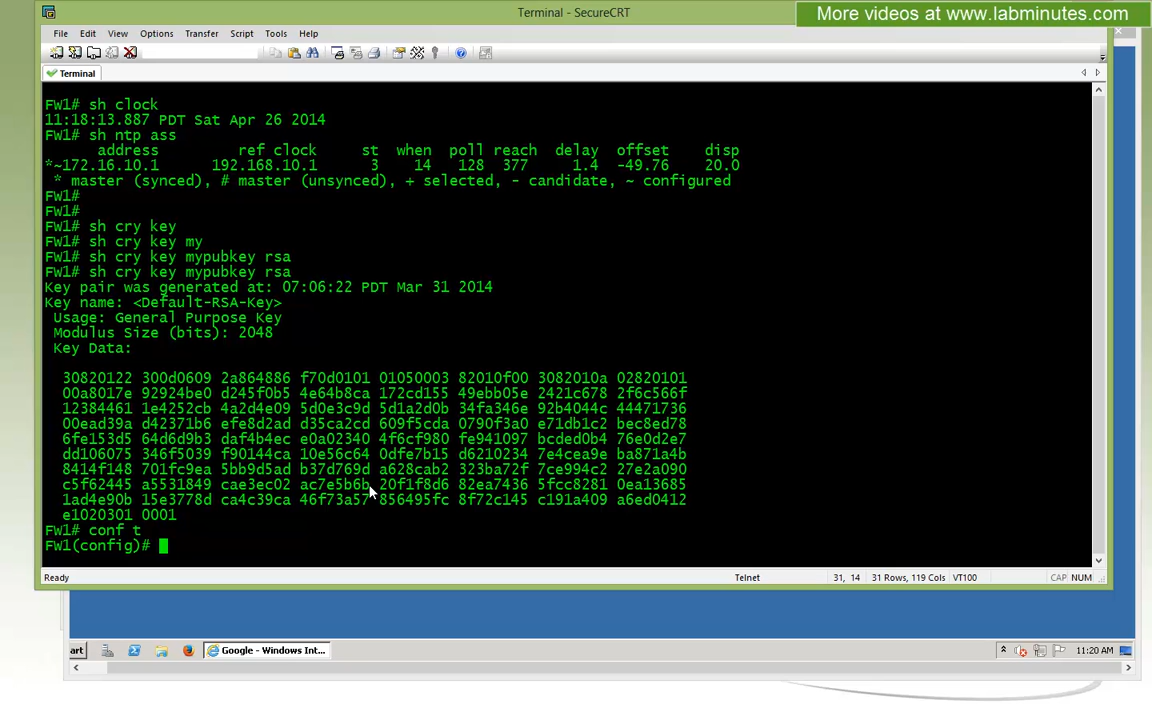 Terminal - SecureCRT
More videos at www.labminutes.com
File Edit View Options Transfer Script Tools Help
Terminal
FW1# sh clock
11:18:13.887 PDT Sat Apr 26 2014
FW1# sh ntp ass
address ref clock st when poll reach delay offset disp
*~172.16.10.1 192.168.10.1 3 14 128 377 1.4 -49.76 20.0
* master (synced), # master (unsynced), + selected, - candidate, ~ configured
FW1#
FW1#
FW1# sh cry key
FW1# sh cry key my
FW1# sh cry key mypubkey rsa
FW1# sh cry key mypubkey rsa
Key pair was generated at: 07:06:22 PDT Mar 31 2014
Key name: <Default-RSA-Key>
Usage: General Purpose Key
Modulus Size (bits): 2048
Key Data:
30820122 300d0609 2a864886 f70d0101 01050003 82010f00 3082010a 02820101
00a8017e 92924be0 d245f0b5 4e64b8ca 172cd155 49ebb05e 2421c678 2f6c566f
12384461 1e4252cb 4a2d4e09 5d0e3c9d 5d1a2d0b 34fa346e 92b4044c 44471736
00ead39a d42371b6 efe8d2ad d35ca2cd 609f5cda 0790f3a0 e71db1c2 bec8ed78
6fe153d5 64d6d9b3 daf4b4ec e0a02340 4f6cf980 fe941097 bcded0b4 76e0d2e7
dd106075 346f5039 f90144ca 10e56c64 0dfe7b15 d6210234 7e4cea9e ba871a4b
8414f148 701fc9ea 5bb9d5ad b37d769d a628cab2 323ba72f 7ce994c2 27e2a090
c5f62445 a5531849 cae3ec02 ac7e5b6b 20f1f8d6 82ea7436 5fcc8281 0ea13685
1ad4e90b 15e3778d ca4c39ca 46f73a57 856495fc 8f72c145 c191a409 a6ed0412
e1020301 0001
FW1# conf t
FW1(config)#
Ready Telnet 31, 14 31 Rows, 119 Cols VT100 CAP NUM
art Google - Windows Int... 11:20 AM